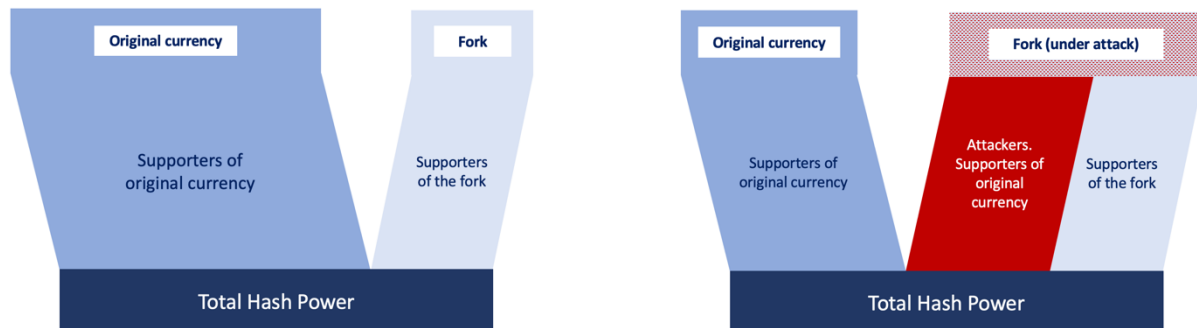 Original currency
Fork
Supporters of
original currency
Supporters
of the fork
Total Hash Power
Original currency
Fork (under attack)
Supporters of
original currency
Attackers.
Supporters of
original
currency
Supporters
of the fork
Total Hash Power